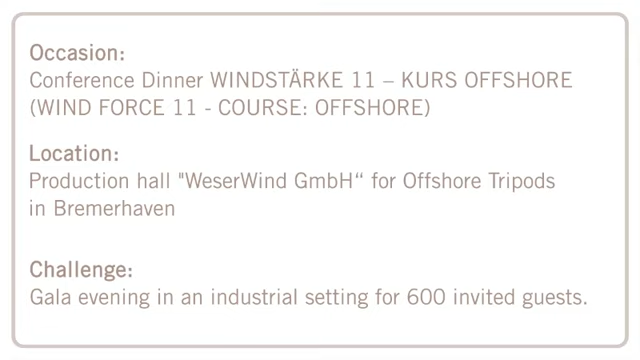 Occasion:
Conference Dinner WINDSTÄRKE 11 – KURS OFFSHORE
(WIND FORCE 11 - COURSE: OFFSHORE)
Location:
Production hall "WeserWind GmbH“ for Offshore Tripods
in Bremerhaven
Challenge:
Gala evening in an industrial setting for 600 invited guests.